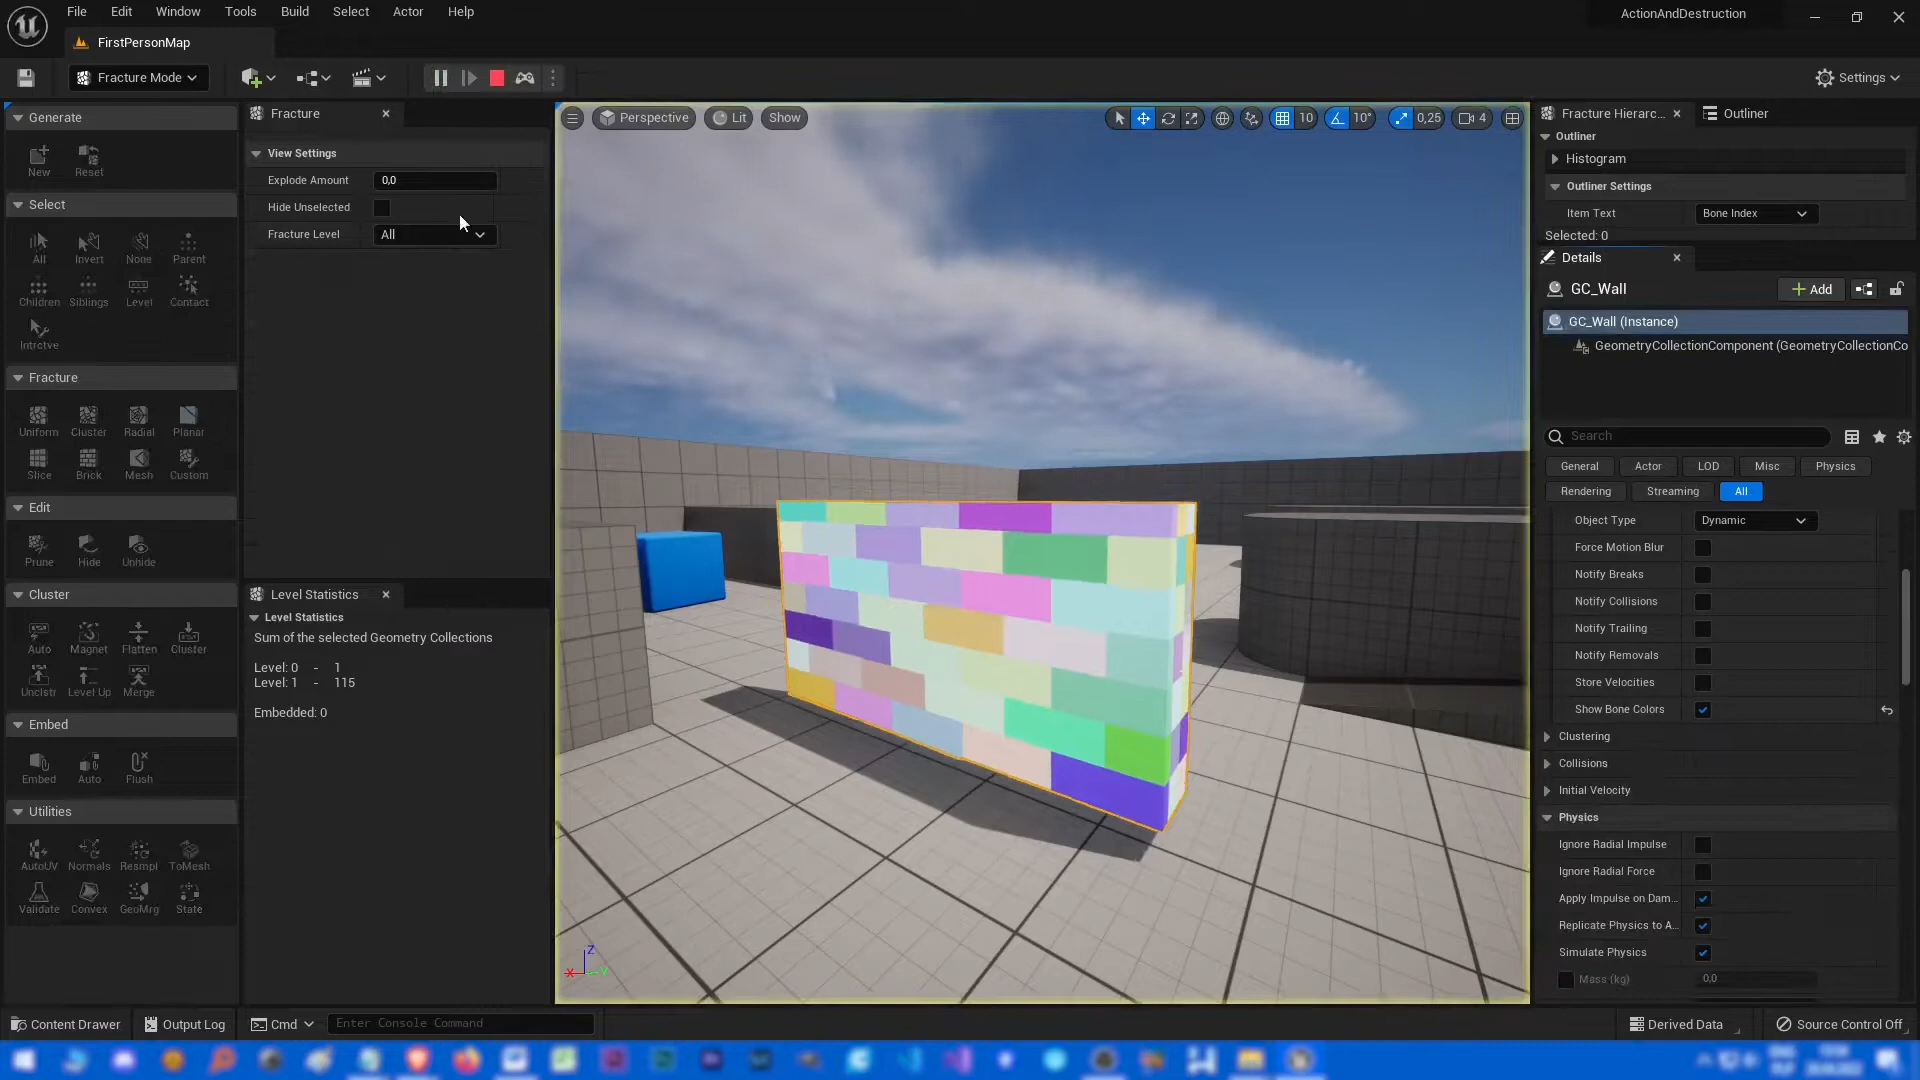 File Edit Window Tools Build Select Actor Help
ActionAndDestruction
FirstPersonMap
Fracture Mode
Settings
Generate
New Reset
Select
All Invert None Parent
Children Siblings Level Contact
Intrctve
Fracture
Uniform Cluster Radial Planar
Slice Brick Mesh Custom
Edit
Prune Hide Unhide
Cluster
Auto Magnet Flatten Cluster
Unclstr Level Up Merge
Embed
Embed Auto Flush
Utilities
AutoUV Normals Resmpl ToMesh
Validate Convex GeoMrg State
Fracture
View Settings
Explode Amount 0,0
Hide Unselected
Fracture Level All
Level Statistics
Level Statistics
Sum of the selected Geometry Collections
Level: 0 - 1
Level: 1 - 115
Embedded: 0
Perspective Lit Show
10 10° 0,25 4
X Z Y
Fracture Hierarc... Outliner
Outliner
Histogram
Outliner Settings
Item Text Bone Index
Selected: 0
Details
GC_Wall + Add
GC_Wall (Instance)
GeometryCollectionComponent (GeometryCollectionCo
Search
General Actor LOD Misc Physics
Rendering Streaming All
Object Type Dynamic
Force Motion Blur
Notify Breaks
Notify Collisions
Notify Trailing
Notify Removals
Store Velocities
Show Bone Colors
Clustering
Collisions
Initial Velocity
Physics
Ignore Radial Impulse
Ignore Radial Force
Apply Impulse on Dam...
Replicate Physics to A...
Simulate Physics
Mass (kg) 0,0
Content Drawer Output Log Cmd Enter Console Command
Derived Data Source Control Off